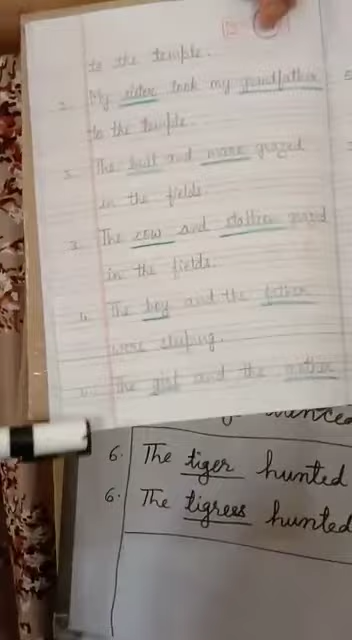 to the temple.
2. My sister took my grandfather
to the temple
3. The bull and mare grazed
in the fields.
3. The cow and stallion grazed
in the fields.
4. The boy and the father
were sleeping.
The girl and the mother
6. The tiger hunted
6. The tigrees hunted